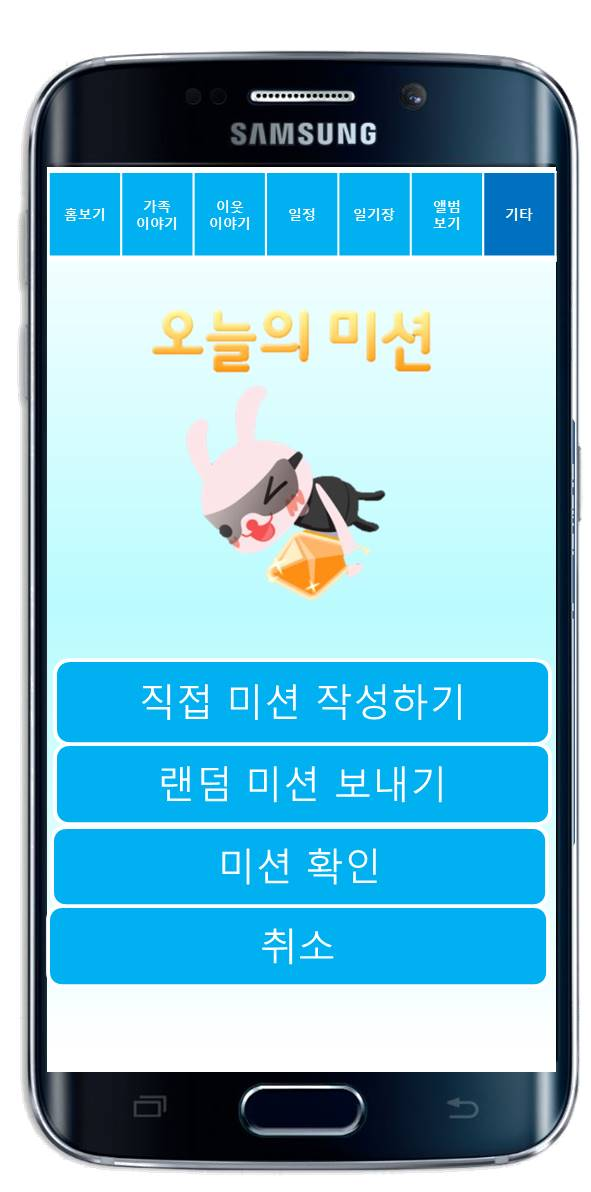 SAMSUNG
홈보기
가족
이야기
이웃
이야기
일정
일기장
앨범
보기
기타
오늘의 미션
직접 미션 작성하기
랜덤 미션 보내기
미션 확인
취소